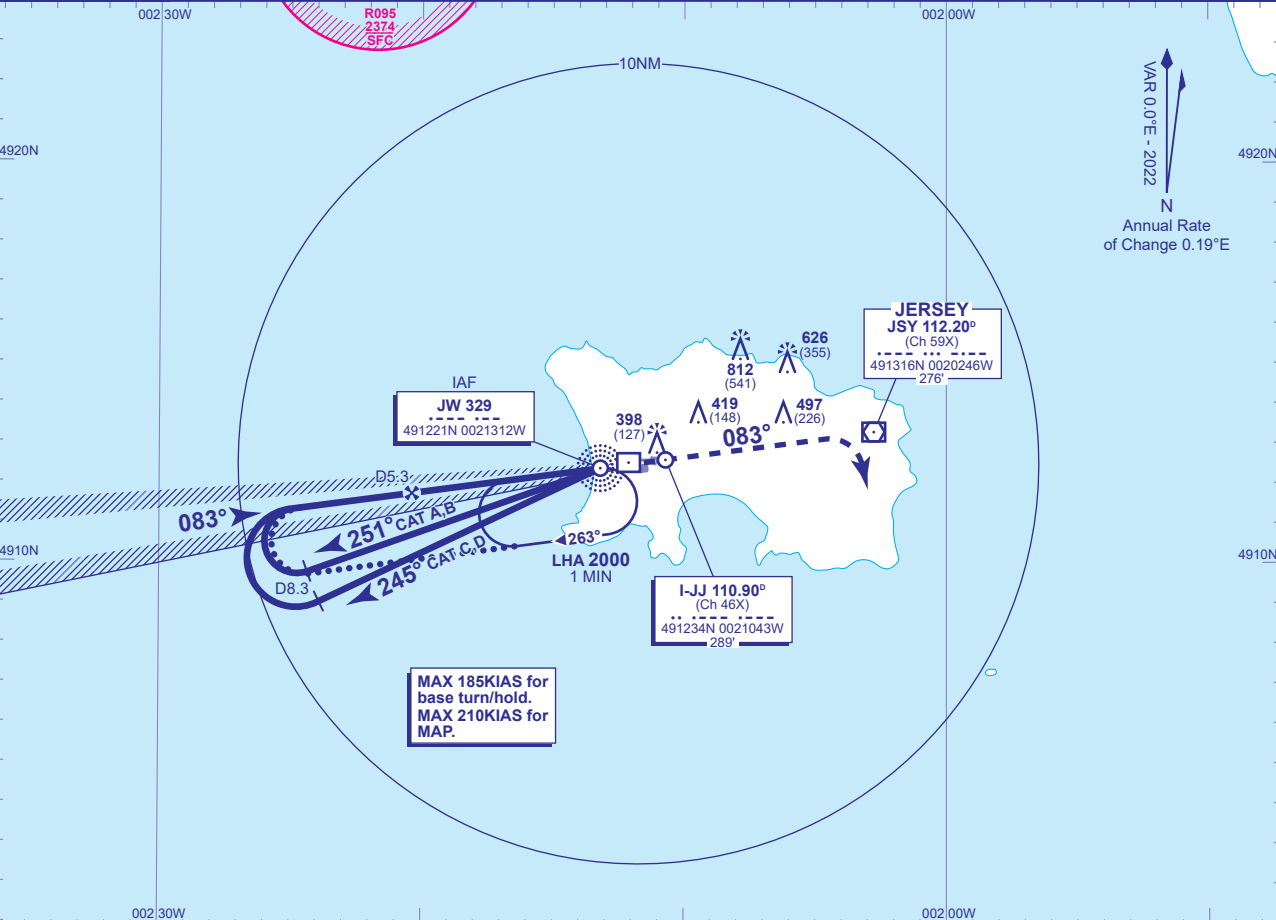 002 30W
R095
2374
SFC
002 00W
10NM
VAR 0.0°E - 2022
4920N
4920N
N
Annual Rate
of Change 0.19°E
JERSEY
JSY 112.20ᴰ
(Ch 59X)
491316N 0020246W
276'
626
(355)
812
(541)
IAF
JW 329
491221N 0021312W
398
(127)
419
(148)
497
(226)
083°
D5.3
083°
251° CAT A,B
263°
4910N
4910N
LHA 2000
1 MIN
245° CAT C,D
D8.3
I-JJ 110.90ᴰ
(Ch 46X)
491234N 0021043W
289'
MAX 185KIAS for
base turn/hold.
MAX 210KIAS for
MAP.
002 30W
002 00W